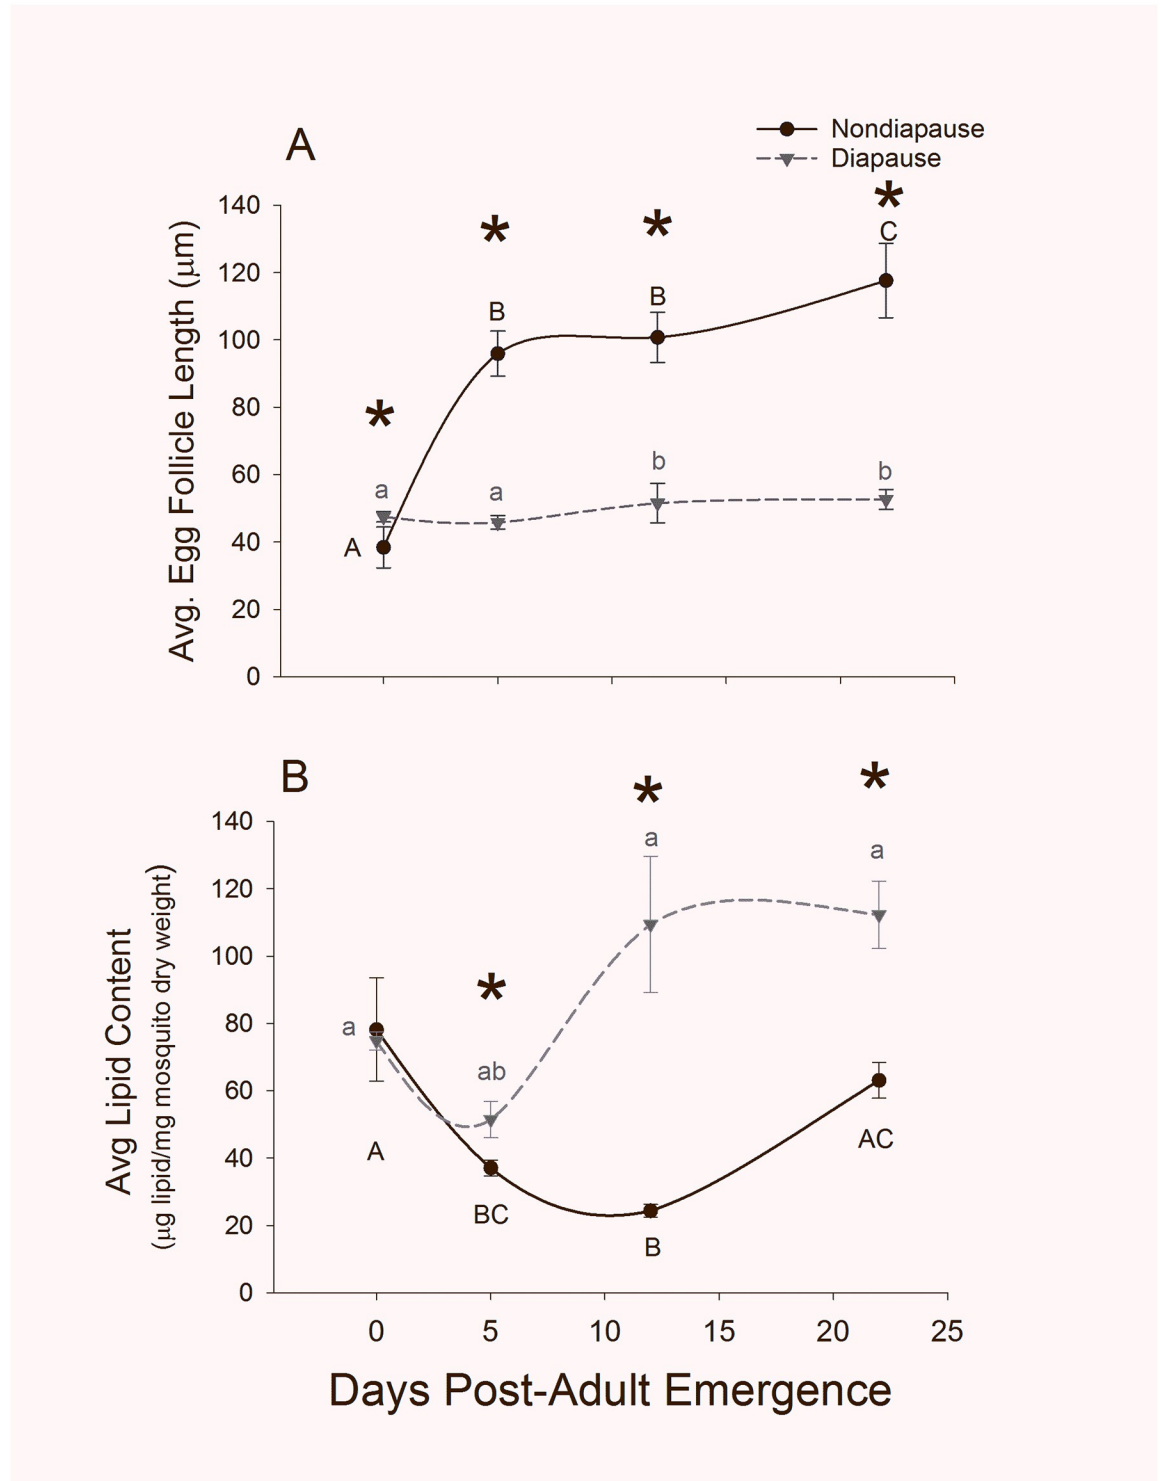 A
Nondiapause
Diapause
Avg. Egg Follicle Length (μm)
140
120
100
80
60
40
20
0
*
*
*
*
A
B
B
C
a
a
b
b
B
Avg Lipid Content
(μg lipid/mg mosquito dry weight)
140
120
100
80
60
40
20
0
*
*
*
a
ab
a
a
A
BC
B
AC
0 5 10 15 20 25
Days Post-Adult Emergence